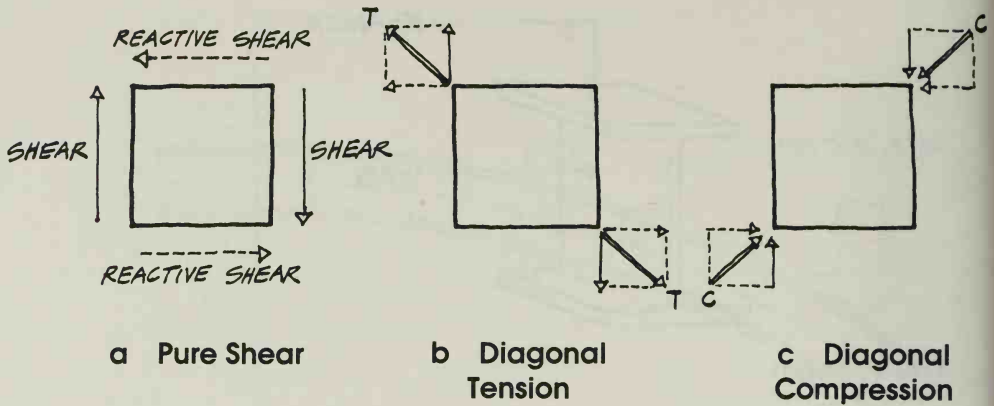 REACTIVE SHEAR
SHEAR
SHEAR
REACTIVE SHEAR
a Pure Shear
T
T
b Diagonal
Tension
C
C
c Diagonal
Compression